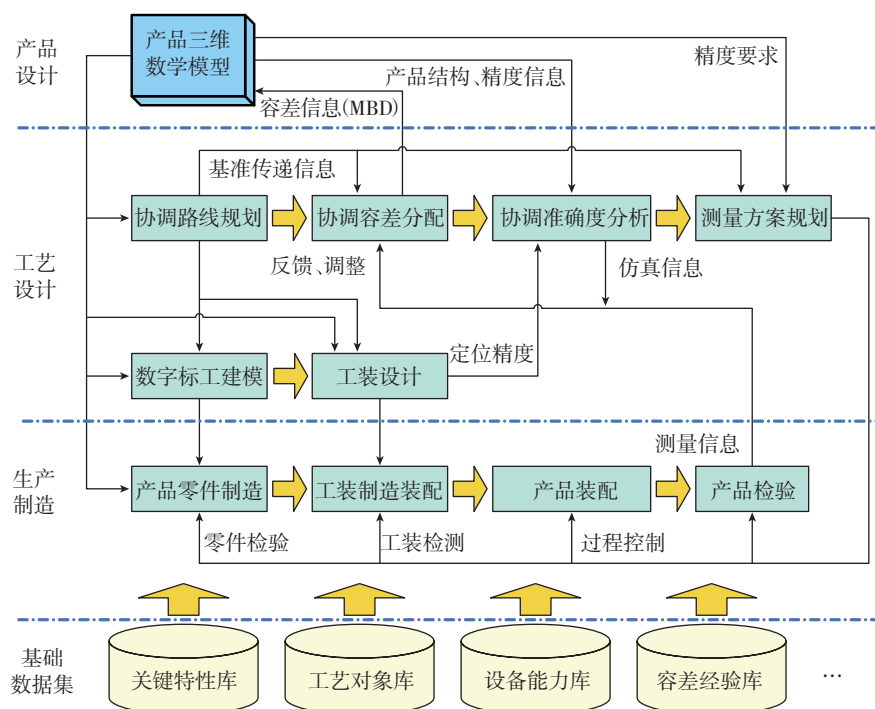 产品
设计
产品三维
数学模型
精度要求
产品结构、精度信息
容差信息(MBD)
工艺
设计
基准传递信息
协调路线规划
协调容差分配
协调准确度分析
测量方案规划
反馈、调整
仿真信息
定位精度
数字标工建模
工装设计
生产
制造
测量信息
产品零件制造
工装制造装配
产品装配
产品检验
零件检验
工装检测
过程控制
基础
数据集
关键特性库
工艺对象库
设备能力库
容差经验库
…